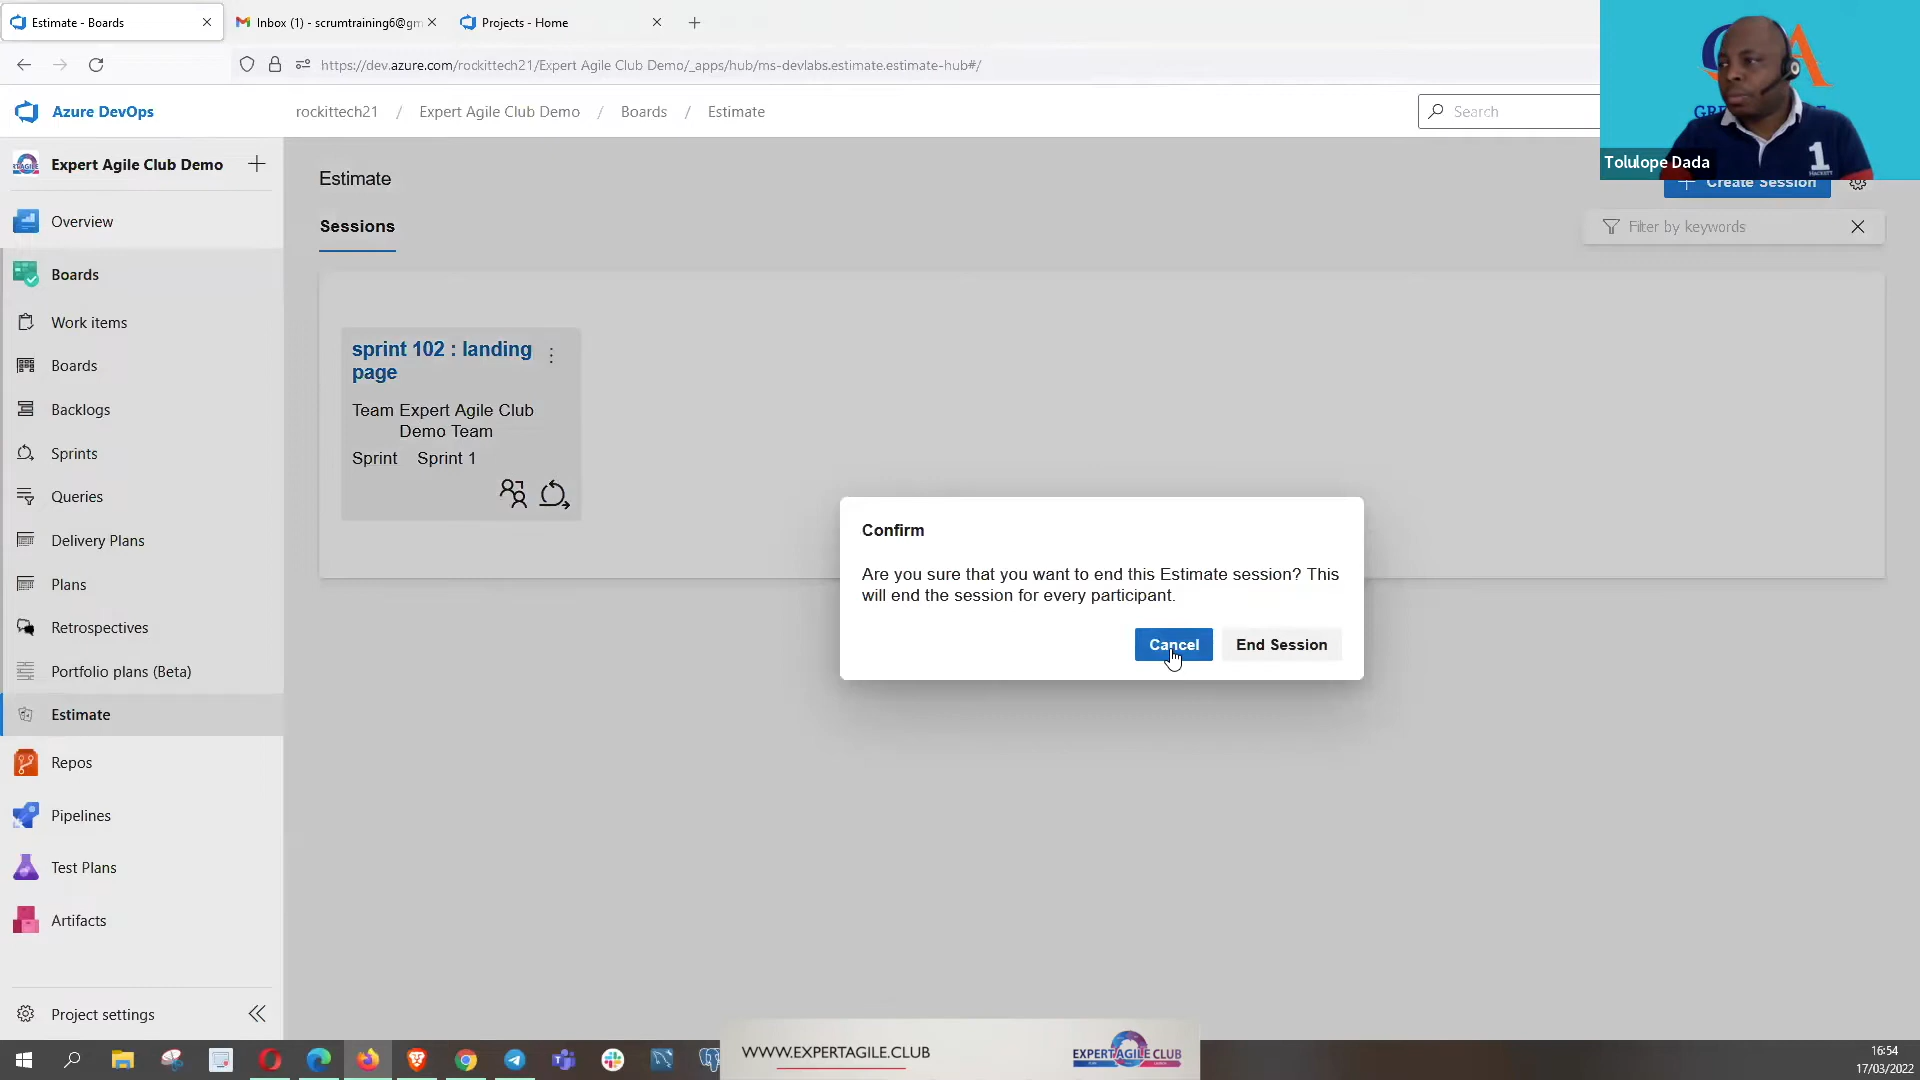 Estimate - Boards
Inbox (1) - scrumtraining6@gm
Projects - Home
https://dev.azure.com/rockittech21/Expert Agile Club Demo/_apps/hub/ms-devlabs.estimate.estimate-hub#/
Azure DevOps
rockittech21 / Expert Agile Club Demo / Boards / Estimate
Search
Tolulope Dada
1
Expert Agile Club Demo
Overview
Boards
Work items
Boards
Backlogs
Sprints
Queries
Delivery Plans
Plans
Retrospectives
Portfolio plans (Beta)
Estimate
Repos
Pipelines
Test Plans
Artifacts
Project settings
Estimate
Create Session
Sessions
Filter by keywords
sprint 102 : landing
page
Team Expert Agile Club
Demo Team
Sprint Sprint 1
Confirm
Are you sure that you want to end this Estimate session? This
will end the session for every participant.
Cancel
End Session
WWW.EXPERTAGILE.CLUB
EXPERTAGILE CLUB
16:54
17/03/2022